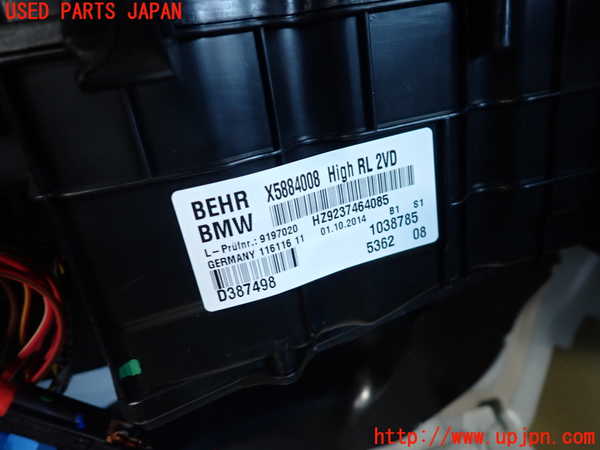 USED PARTS JAPAN
BEHR X5884008 High RL 2VD
BMW HZ9237464085
L-Prüfnr.: 9197020 01.10.2014 B1 S1
GERMANY 116116 11 1038785
5362 08
D387498
http://www.upjpn.com/